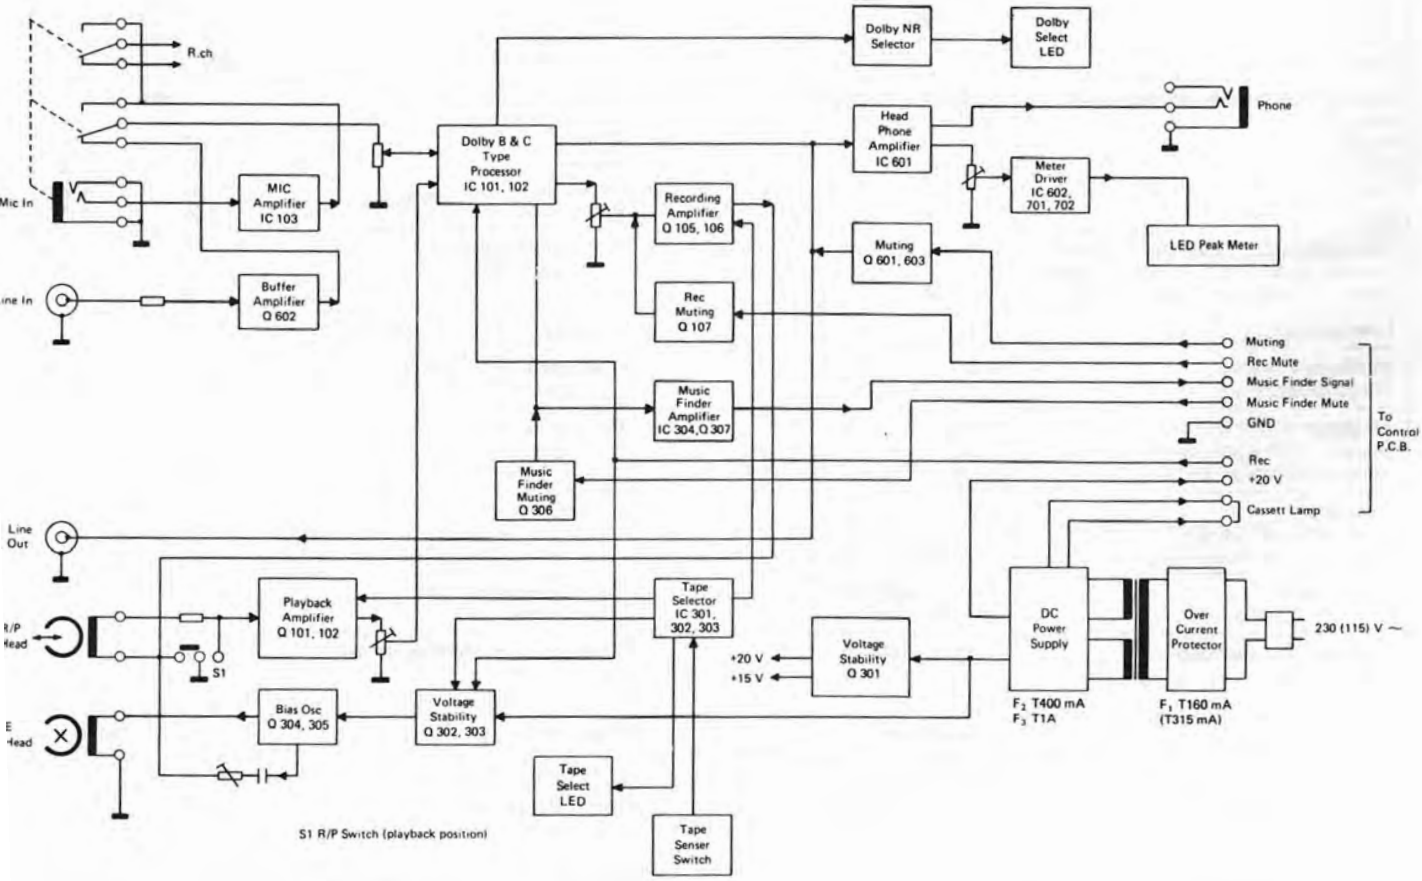 Dolby NR
Selector
Dolby
Select
LED
R.ch
Head
Phone
Amplifier
IC 601
Phone
Dolby B & C
Type
Processor
IC 101, 102
Meter
Driver
IC 602,
701, 702
Mic In
MIC
Amplifier
IC 103
Recording
Amplifier
Q 105, 106
Muting
Q 601, 603
LED Peak Meter
ine In
Buffer
Amplifier
Q 602
Rec
Muting
Q 107
Muting
Rec Mute
Music Finder Signal
Music Finder Mute
GND
Rec
+20 V
Cassett Lamp
To
Control
P.C.B.
Music
Finder
Amplifier
IC 304,Q 307
Music
Finder
Muting
Q 306
Line
Out
R/P
Head
Playback
Amplifier
Q 101, 102
S1
Tape
Selector
IC 301,
302, 303
+20 V
+15 V
Voltage
Stability
Q 301
DC
Power
Supply
Over
Current
Protector
230 (115) V ~
F2 T400 mA
F3 T1A
F1 T160 mA
(T315 mA)
E
Head
Bias Osc
Q 304, 305
Voltage
Stability
Q 302, 303
Tape
Select
LED
Tape
Senser
Switch
S1 R/P Switch (playback position)